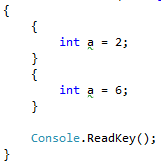 {
    {
        int a = 2;
    }
    {
        int a = 6;
    }

    Console.ReadKey();
}